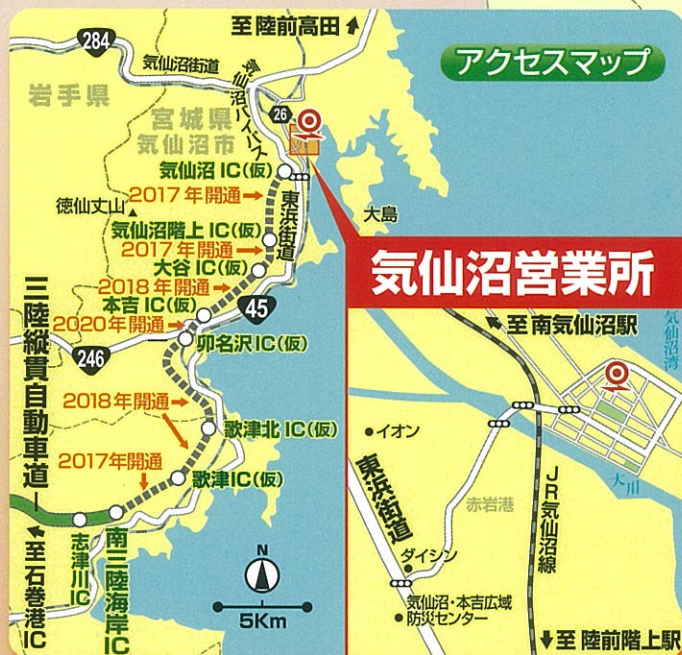 アクセスマップ
至陸前高田
284
気仙沼街道
気仙沼バイパス
26
岩手県
宮城県
気仙沼市
気仙沼IC(仮)
2017年開通
東浜街道
徳仙丈山
大島
気仙沼階上IC(仮)
2017年開通
大谷IC(仮)
2018年開通
本吉IC(仮)
45
2020年開通
卯名沢IC(仮)
246
三陸縦貫自動車道
2018年開通
歌津北IC(仮)
2017年開通
歌津IC(仮)
志津川IC
南三陸海岸IC
至石巻港IC
N
5Km
気仙沼営業所
至南気仙沼駅
気仙沼湾
イオン
東浜街道
赤岩港
JR気仙沼線
大川
ダイシン
気仙沼・本吉広域
防災センター
至陸前階上駅